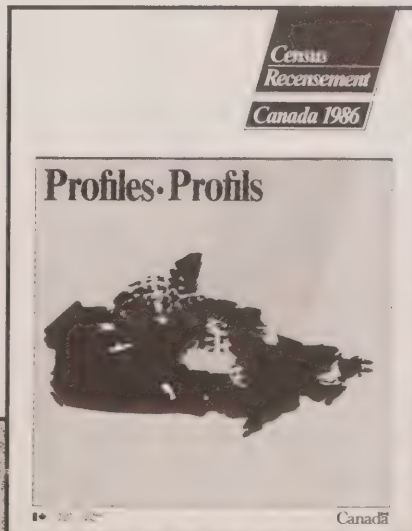 Census
Recensement
Canada 1986
Profiles • Profils
Canada